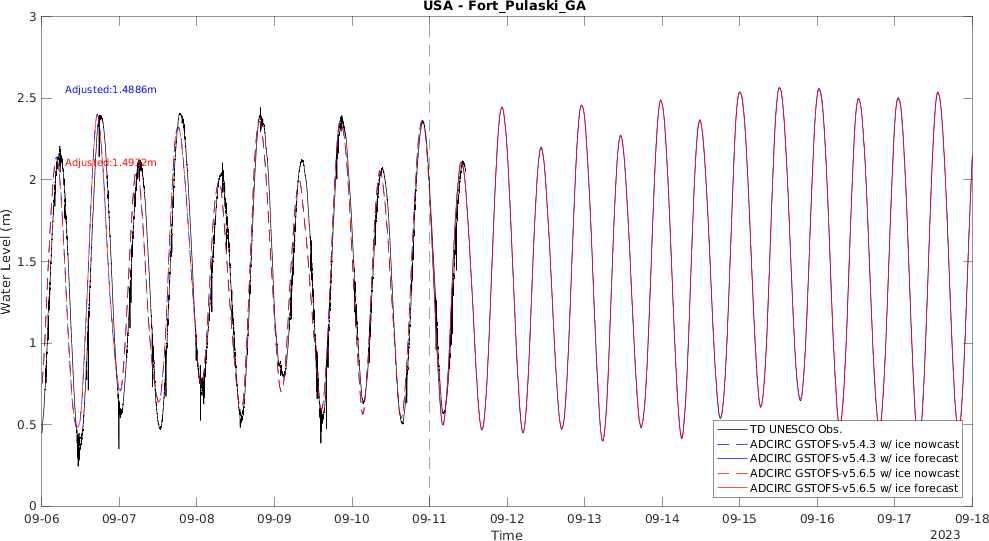 USA - Fort_Pulaski_GA
3
2.5
2
1.5
1
0.5
0
Water Level (m)
Adjusted:1.4886m
Adjusted:1.4932m
TD UNESCO Obs.
ADCIRC GSTOFS-v5.4.3 w/ ice nowcast
ADCIRC GSTOFS-v5.4.3 w/ ice forecast
ADCIRC GSTOFS-v5.6.5 w/ ice nowcast
ADCIRC GSTOFS-v5.6.5 w/ ice forecast
09-06 09-07 09-08 09-09 09-10 09-11 09-12 09-13 09-14 09-15 09-16 09-17 09-18
Time
2023